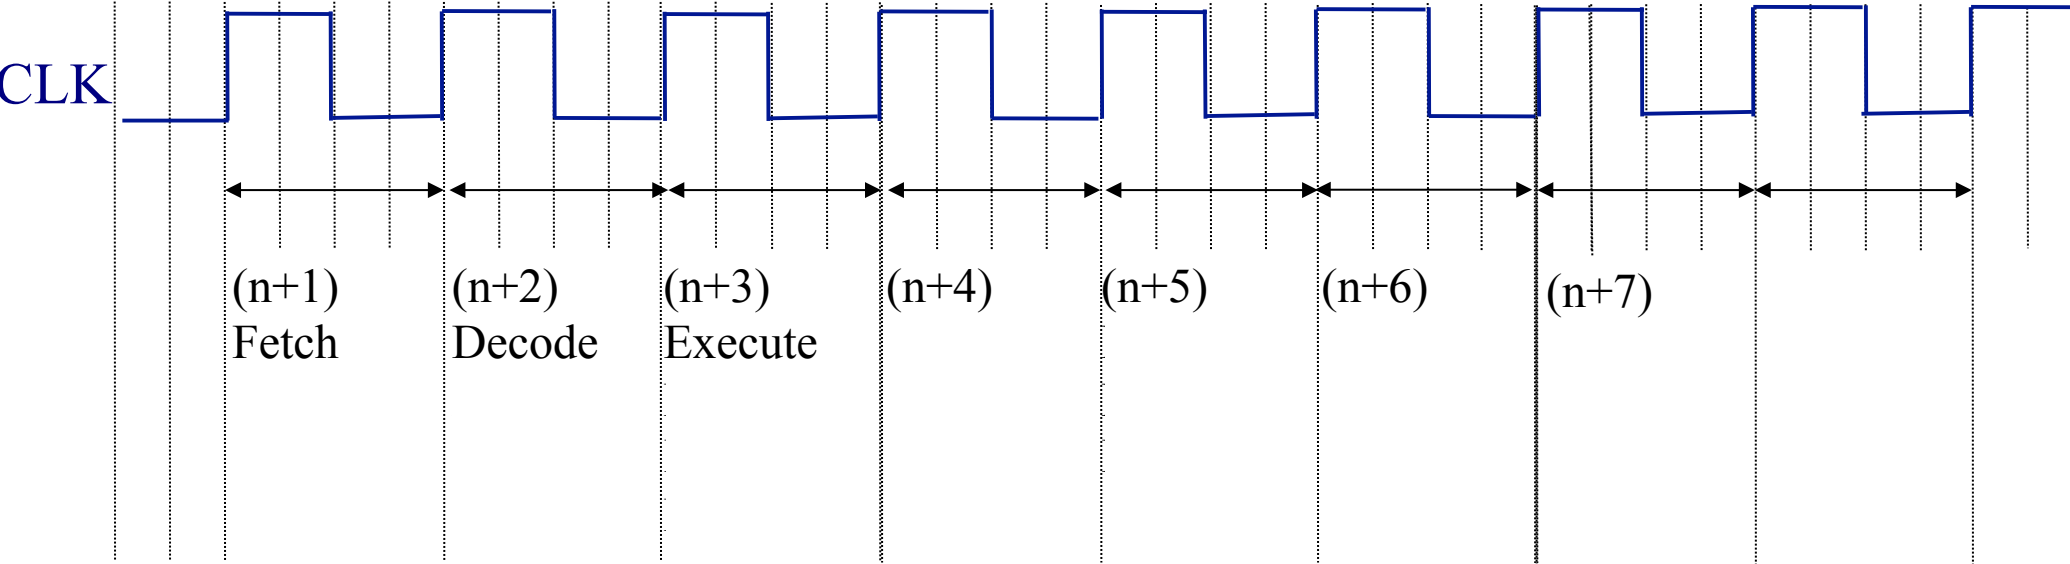 CLK
(n+1) (n+2) (n+3) (n+4) (n+5) (n+6) (n+7)
Fetch Decode Execute